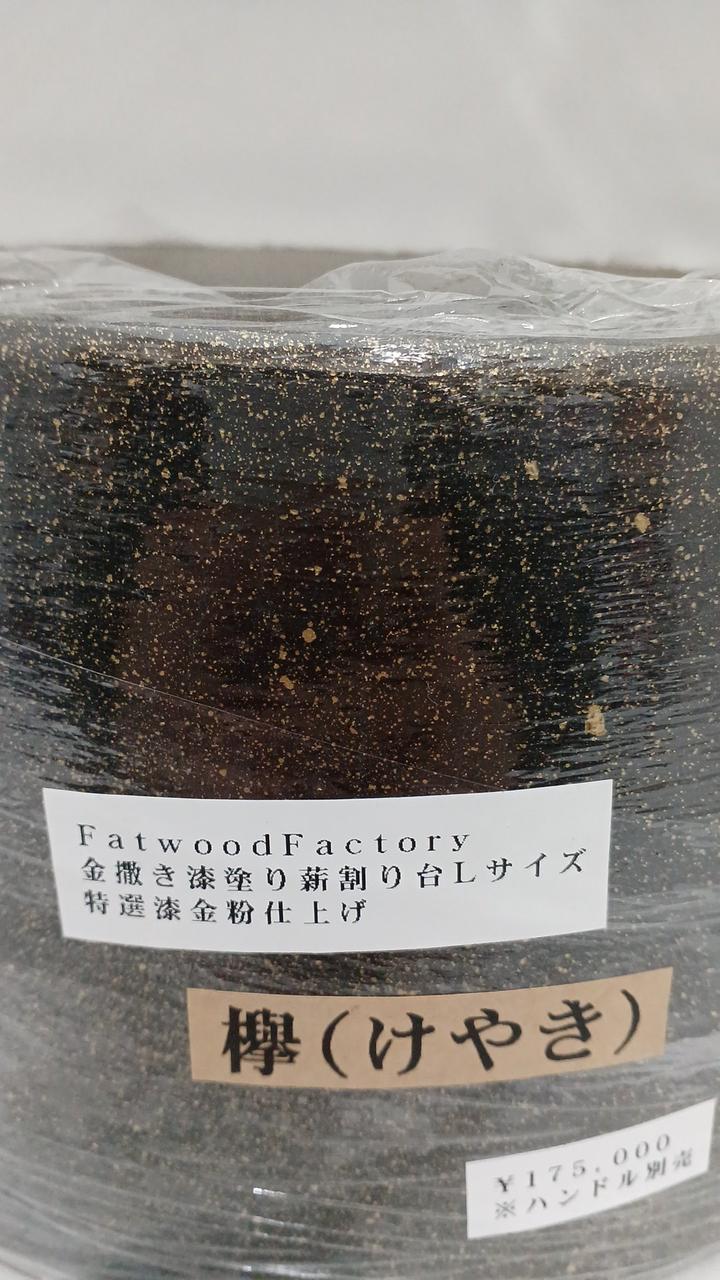 FatwoodFactory
金撒き漆塗り薪割り台Lサイズ
特選漆金粉仕上げ
欅(けやき)
¥175,000
※ハンドル別売